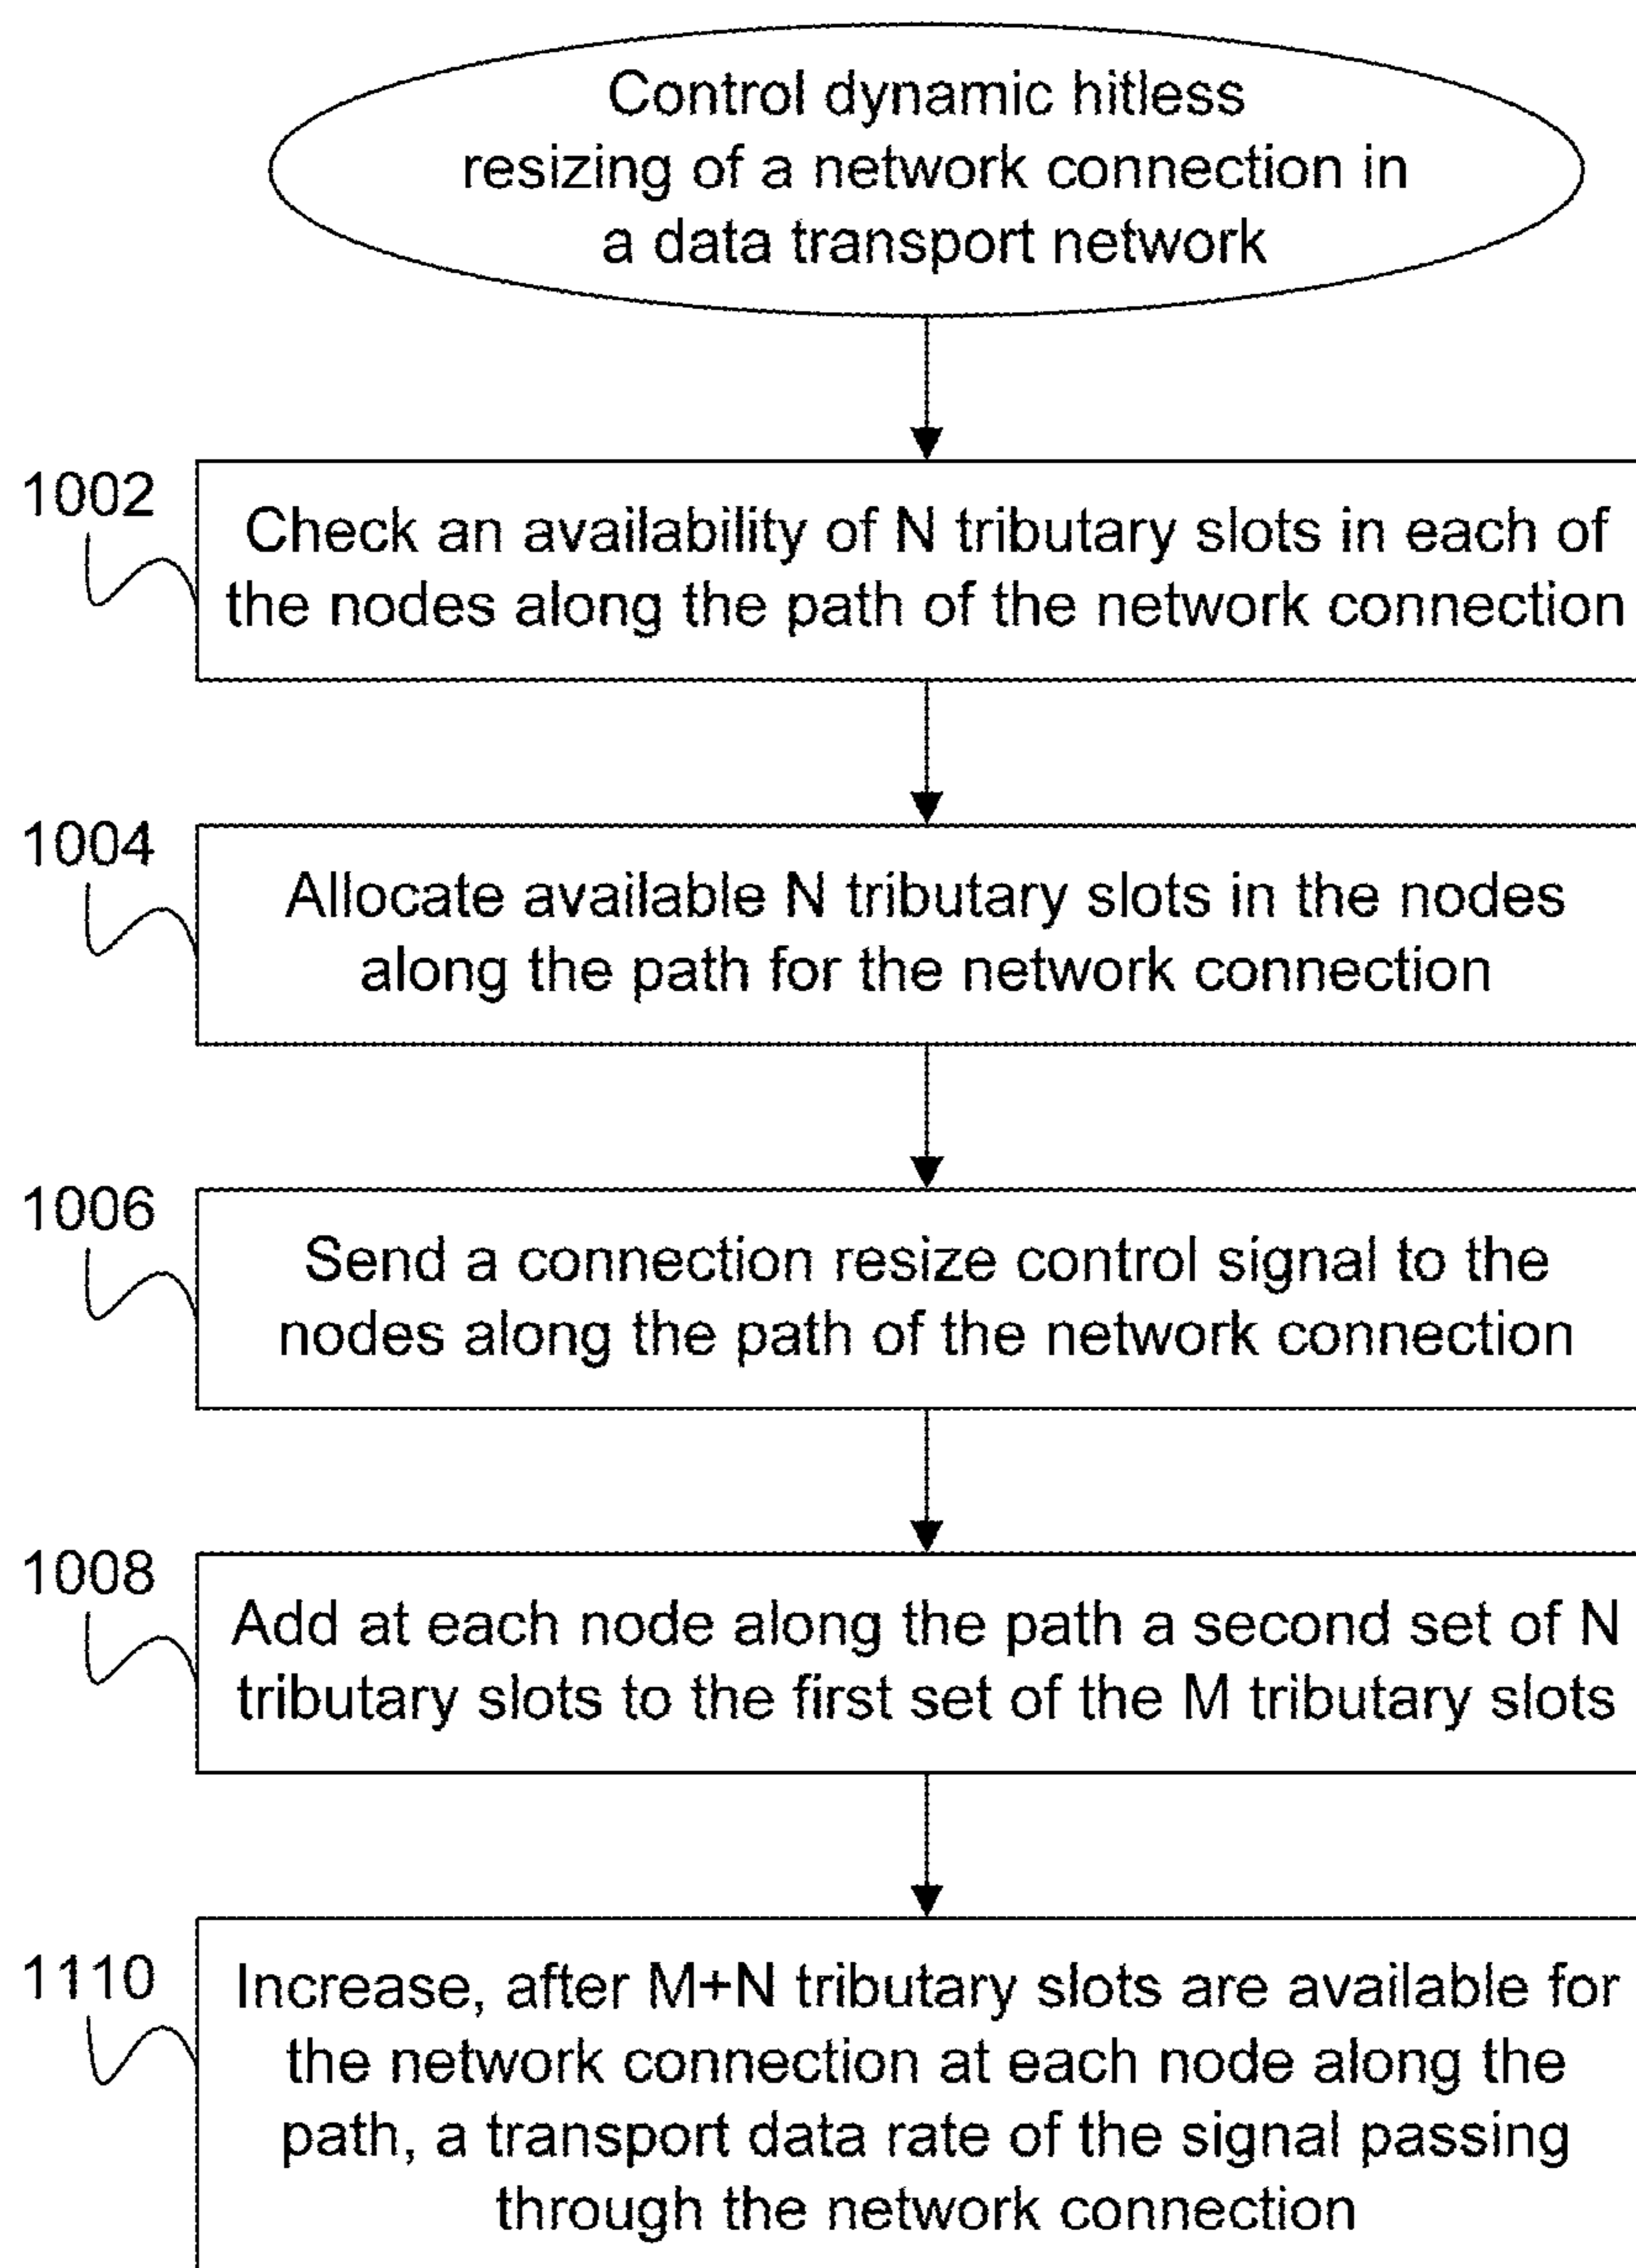 Control dynamic hitless
resizing of a network connection in
a data transport network
1002
Check an availability of N tributary slots in each of
the nodes along the path of the network connection
1004
Allocate available N tributary slots in the nodes
along the path for the network connection
1006
Send a connection resize control signal to the
nodes along the path of the network connection
1008
Add at each node along the path a second set of N
tributary slots to the first set of the M tributary slots
1110
Increase, after M+N tributary slots are available for
the network connection at each node along the
path, a transport data rate of the signal passing
through the network connection